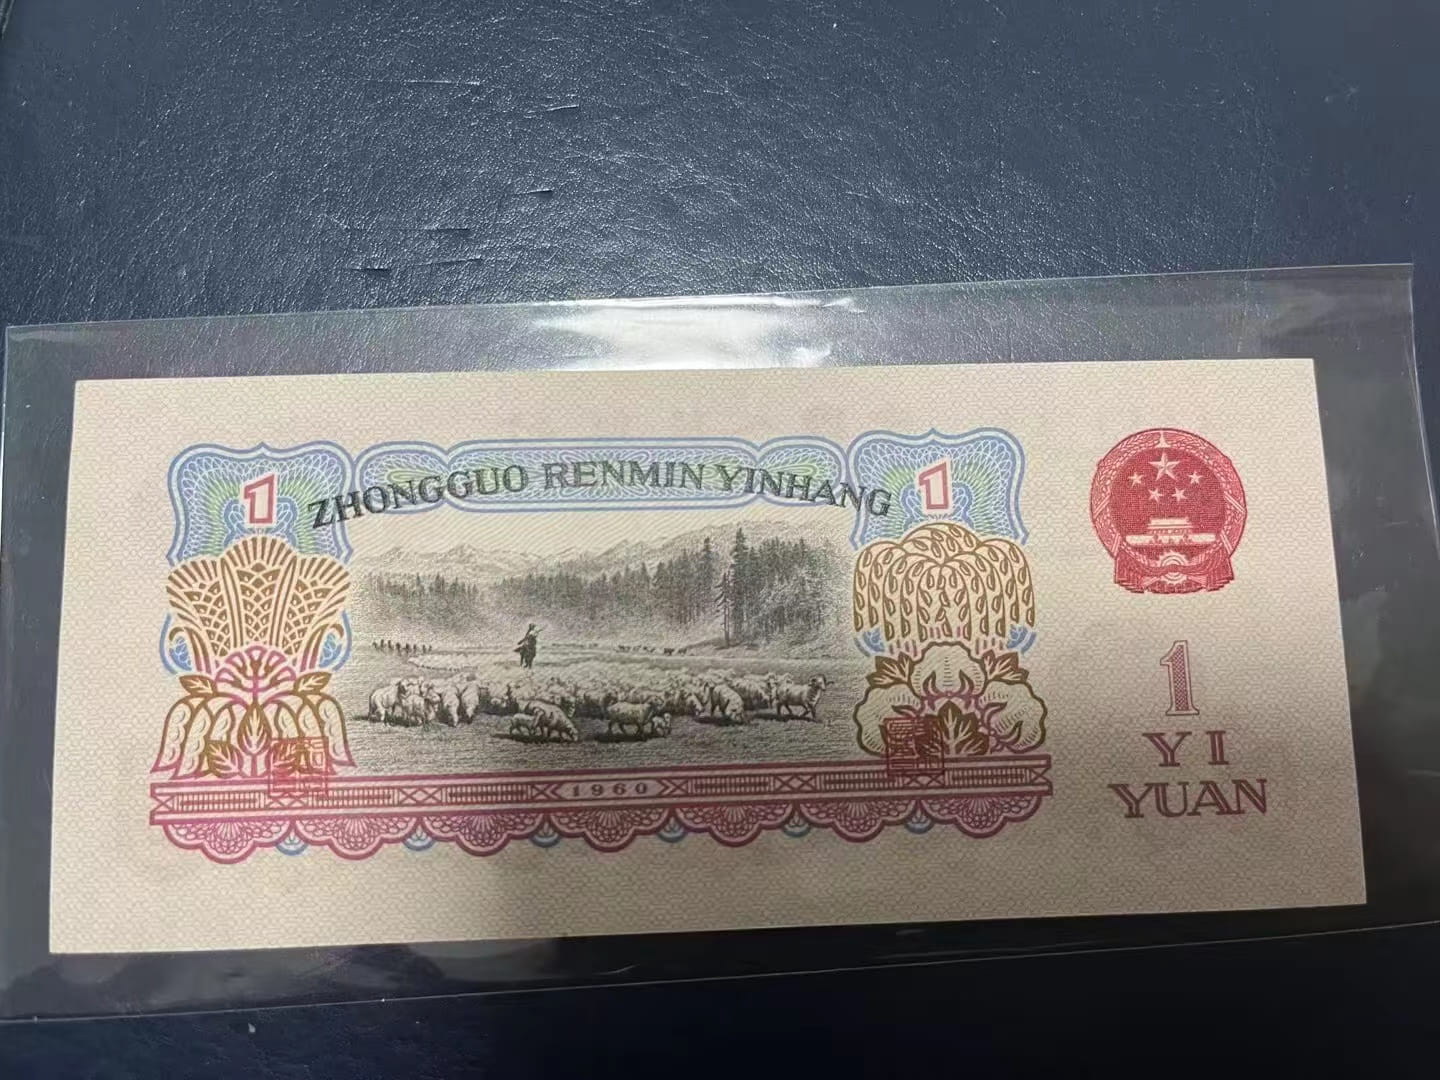 1
ZHONGGUO RENMIN YINHANG
1
1960
1
YI
YUAN